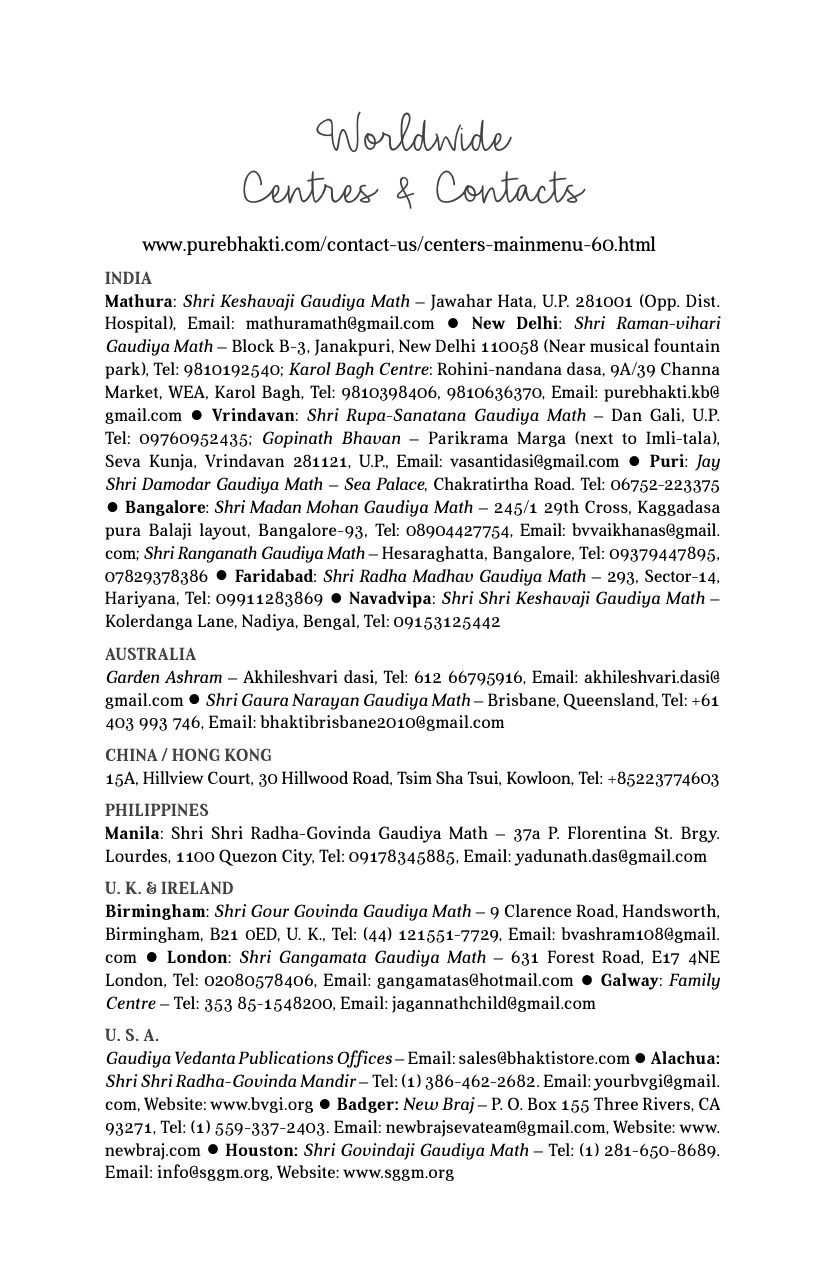 Worldwide
Centres & Contacts
www.purebhakti.com/contact-us/centers-mainmenu-60.html
INDIA
Mathura: Shri Keshavaji Gaudiya Math – Jawahar Hata, U.P. 281001 (Opp. Dist.
Hospital), Email: mathuramath@gmail.com ● New Delhi: Shri Raman-vihari
Gaudiya Math – Block B-3, Janakpuri, New Delhi 110058 (Near musical fountain
park), Tel: 9810192540; Karol Bagh Centre: Rohini-nandana dasa, 9A/39 Channa
Market, WEA, Karol Bagh, Tel: 9810398406, 9810636370, Email: purebhakti.kb@
gmail.com ● Vrindavan: Shri Rupa-Sanatana Gaudiya Math – Dan Gali, U.P.
Tel: 09760952435; Gopinath Bhavan – Parikrama Marga (next to Imli-tala),
Seva Kunja, Vrindavan 281121, U.P., Email: vasantidasi@gmail.com ● Puri: Jay
Shri Damodar Gaudiya Math – Sea Palace, Chakratirtha Road. Tel: 06752-223375
● Bangalore: Shri Madan Mohan Gaudiya Math – 245/1 29th Cross, Kaggadasa
pura Balaji layout, Bangalore-93, Tel: 08904427754, Email: bvvaikhanas@gmail.
com; Shri Ranganath Gaudiya Math – Hesaraghatta, Bangalore, Tel: 09379447895,
07829378386 ● Faridabad: Shri Radha Madhav Gaudiya Math – 293, Sector-14,
Hariyana, Tel: 09911283869 ● Navadvipa: Shri Shri Keshavaji Gaudiya Math –
Kolerdanga Lane, Nadiya, Bengal, Tel: 09153125442
AUSTRALIA
Garden Ashram – Akhileshvari dasi, Tel: 612 66795916, Email: akhileshvari.dasi@
gmail.com ● Shri Gaura Narayan Gaudiya Math – Brisbane, Queensland, Tel: +61
403 993 746, Email: bhaktibrisbane2010@gmail.com
CHINA / HONG KONG
15A, Hillview Court, 30 Hillwood Road, Tsim Sha Tsui, Kowloon, Tel: +85223774603
PHILIPPINES
Manila: Shri Shri Radha-Govinda Gaudiya Math – 37a P. Florentina St. Brgy.
Lourdes, 1100 Quezon City, Tel: 09178345885, Email: yadunath.das@gmail.com
U. K. & IRELAND
Birmingham: Shri Gour Govinda Gaudiya Math – 9 Clarence Road, Handsworth,
Birmingham, B21 0ED, U. K., Tel: (44) 121551-7729, Email: bvashram108@gmail.
com ● London: Shri Gangamata Gaudiya Math – 631 Forest Road, E17 4NE
London, Tel: 02080578406, Email: gangamatas@hotmail.com ● Galway: Family
Centre – Tel: 353 85-1548200, Email: jagannathchild@gmail.com
U. S. A.
Gaudiya Vedanta Publications Offices – Email: sales@bhaktistore.com ● Alachua:
Shri Shri Radha-Govinda Mandir – Tel: (1) 386-462-2682. Email: yourbvgi@gmail.
com, Website: www.bvgi.org ● Badger: New Braj – P. O. Box 155 Three Rivers, CA
93271, Tel: (1) 559-337-2403. Email: newbrajsevateam@gmail.com, Website: www.
newbraj.com ● Houston: Shri Govindaji Gaudiya Math – Tel: (1) 281-650-8689.
Email: info@sggm.org, Website: www.sggm.org